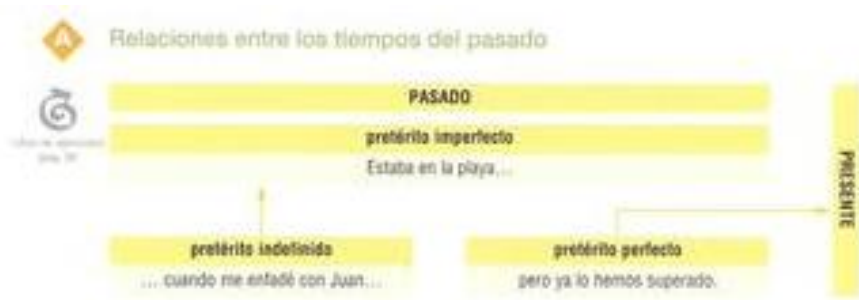 A Relaciones entre los tiempos del pasado
PASADO
pretérito imperfecto
Estaba en la playa...
PRESENTE
pretérito indefinido
... cuando me enfadé con Juan...
pretérito perfecto
pero ya lo hemos superado.